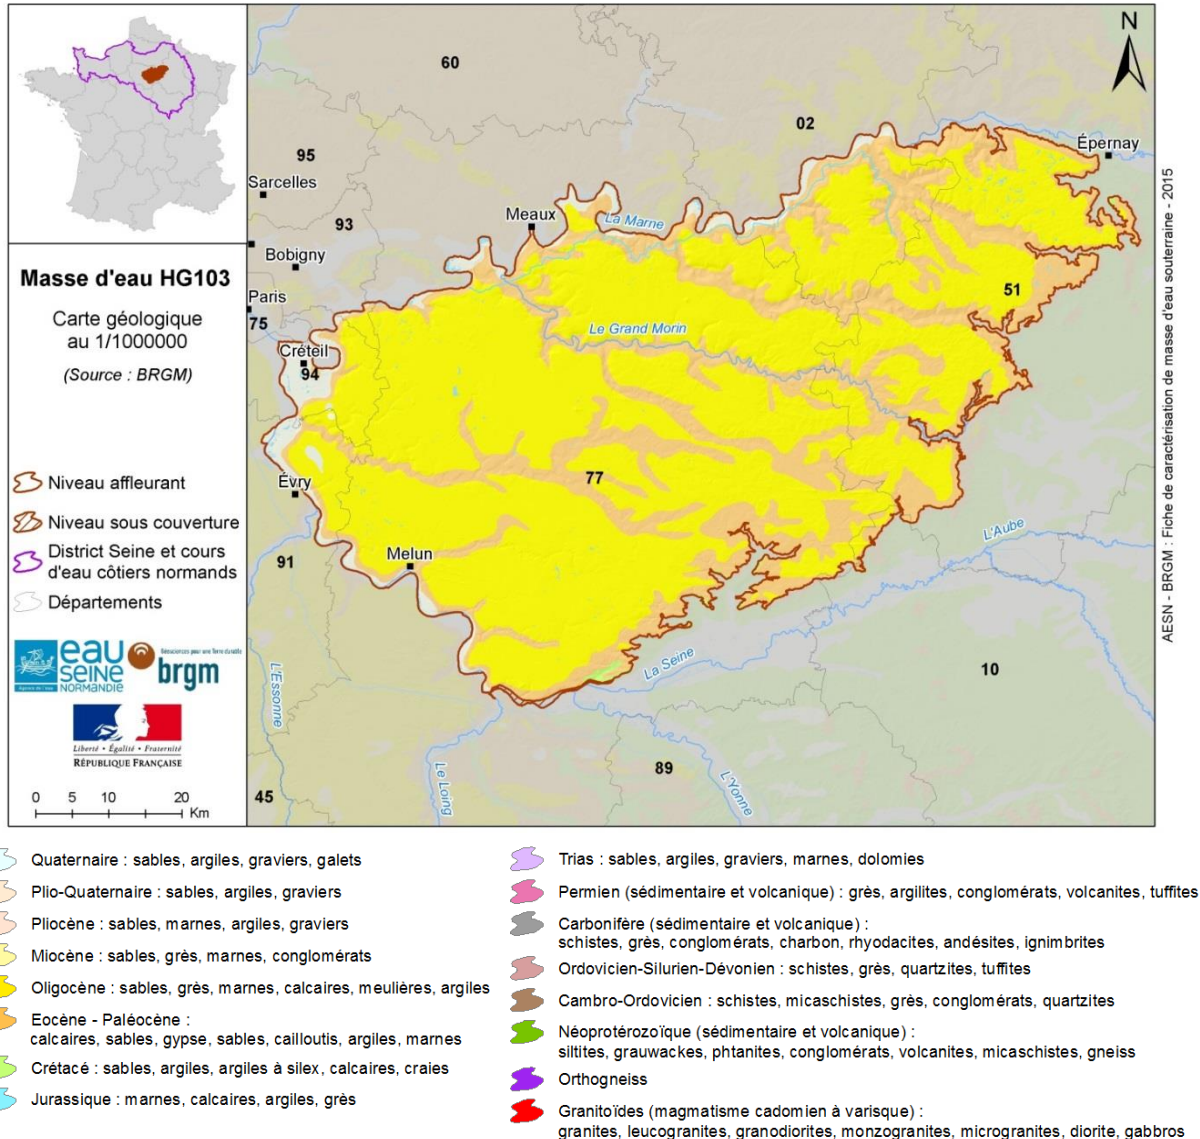 N
60
02
95
Sarcelles
Épernay
Meaux
La Marne
93
Bobigny
Masse d'eau HG103
51
Paris
Carte géologique
au 1/1000000
75
Le Grand Morin
(Source : BRGM)
Créteil
94
Niveau affleurant
77
Évry
Niveau sous couverture
District Seine et cours
d'eau côtiers normands
L'Aube
Melun
91
Départements
eau
SEINE
NORMANDIE
Agence de l'eau
Géosciences pour une Terre durable
brgm
La Seine
10
L'Essonne
Liberté • Égalité • Fraternité
RÉPUBLIQUE FRANÇAISE
89
Le Loing
L'Yonne
45
0 5 10 20
Km
AESN - BRGM : Fiche de caractérisation de masse d'eau souterraine - 2015
Quaternaire : sables, argiles, graviers, galets
Plio-Quaternaire : sables, argiles, graviers
Pliocène : sables, marnes, argiles, graviers
Miocène : sables, grès, marnes, conglomérats
Oligocène : sables, grès, marnes, calcaires, meulières, argiles
Eocène - Paléocène :
calcaires, sables, gypse, sables, cailloutis, argiles, marnes
Crétacé : sables, argiles, argiles à silex, calcaires, craies
Jurassique : marnes, calcaires, argiles, grès
Trias : sables, argiles, graviers, marnes, dolomies
Permien (sédimentaire et volcanique) : grès, argilites, conglomérats, volcanites, tuffites
Carbonifère (sédimentaire et volcanique) :
schistes, grès, conglomérats, charbon, rhyodacites, andésites, ignimbrites
Ordovicien-Silurien-Dévonien : schistes, grès, quartzites, tuffites
Cambro-Ordovicien : schistes, micaschistes, grès, conglomérats, quartzites
Néoprotérozoïque (sédimentaire et volcanique) :
siltites, grauwackes, phtanites, conglomérats, volcanites, micaschistes, gneiss
Orthogneiss
Granitoïdes (magmatisme cadomien à varisque) :
granites, leucogranites, granodiorites, monzogranites, microgranites, diorite, gabbros